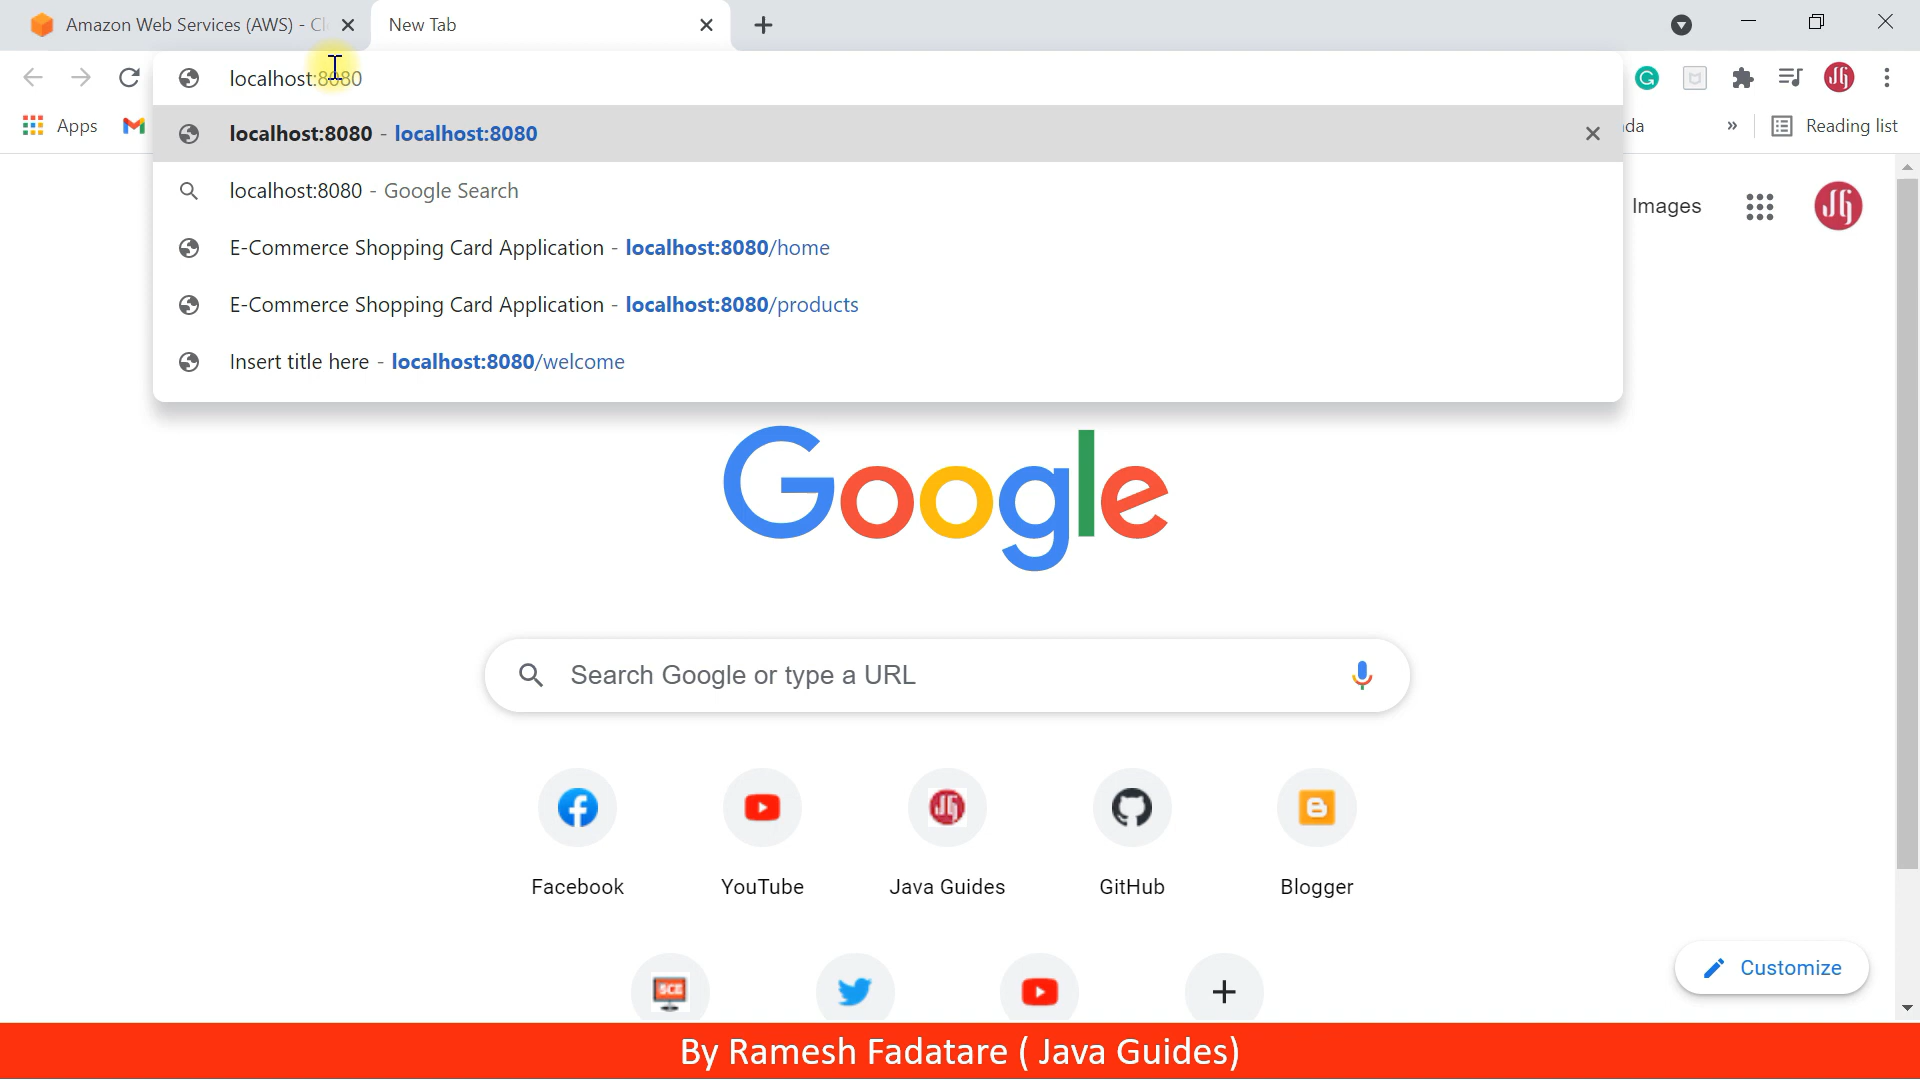 Amazon Web Services (AWS) - Cl
New Tab
localhost:8080
Apps
da
»
Reading list
localhost:8080 - localhost:8080
localhost:8080 - Google Search
E-Commerce Shopping Card Application - localhost:8080/home
E-Commerce Shopping Card Application - localhost:8080/products
Insert title here - localhost:8080/welcome
Images
Google
Search Google or type a URL
Facebook
YouTube
Java Guides
GitHub
Blogger
SCE
Customize
By Ramesh Fadatare ( Java Guides)